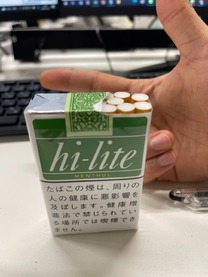 hi-lite
MENTHOL
たばこの煙は、周りの
人の健康に悪影響を
及ぼします。健康増
進法で禁じられてい
る場所では喫煙でき
ません。